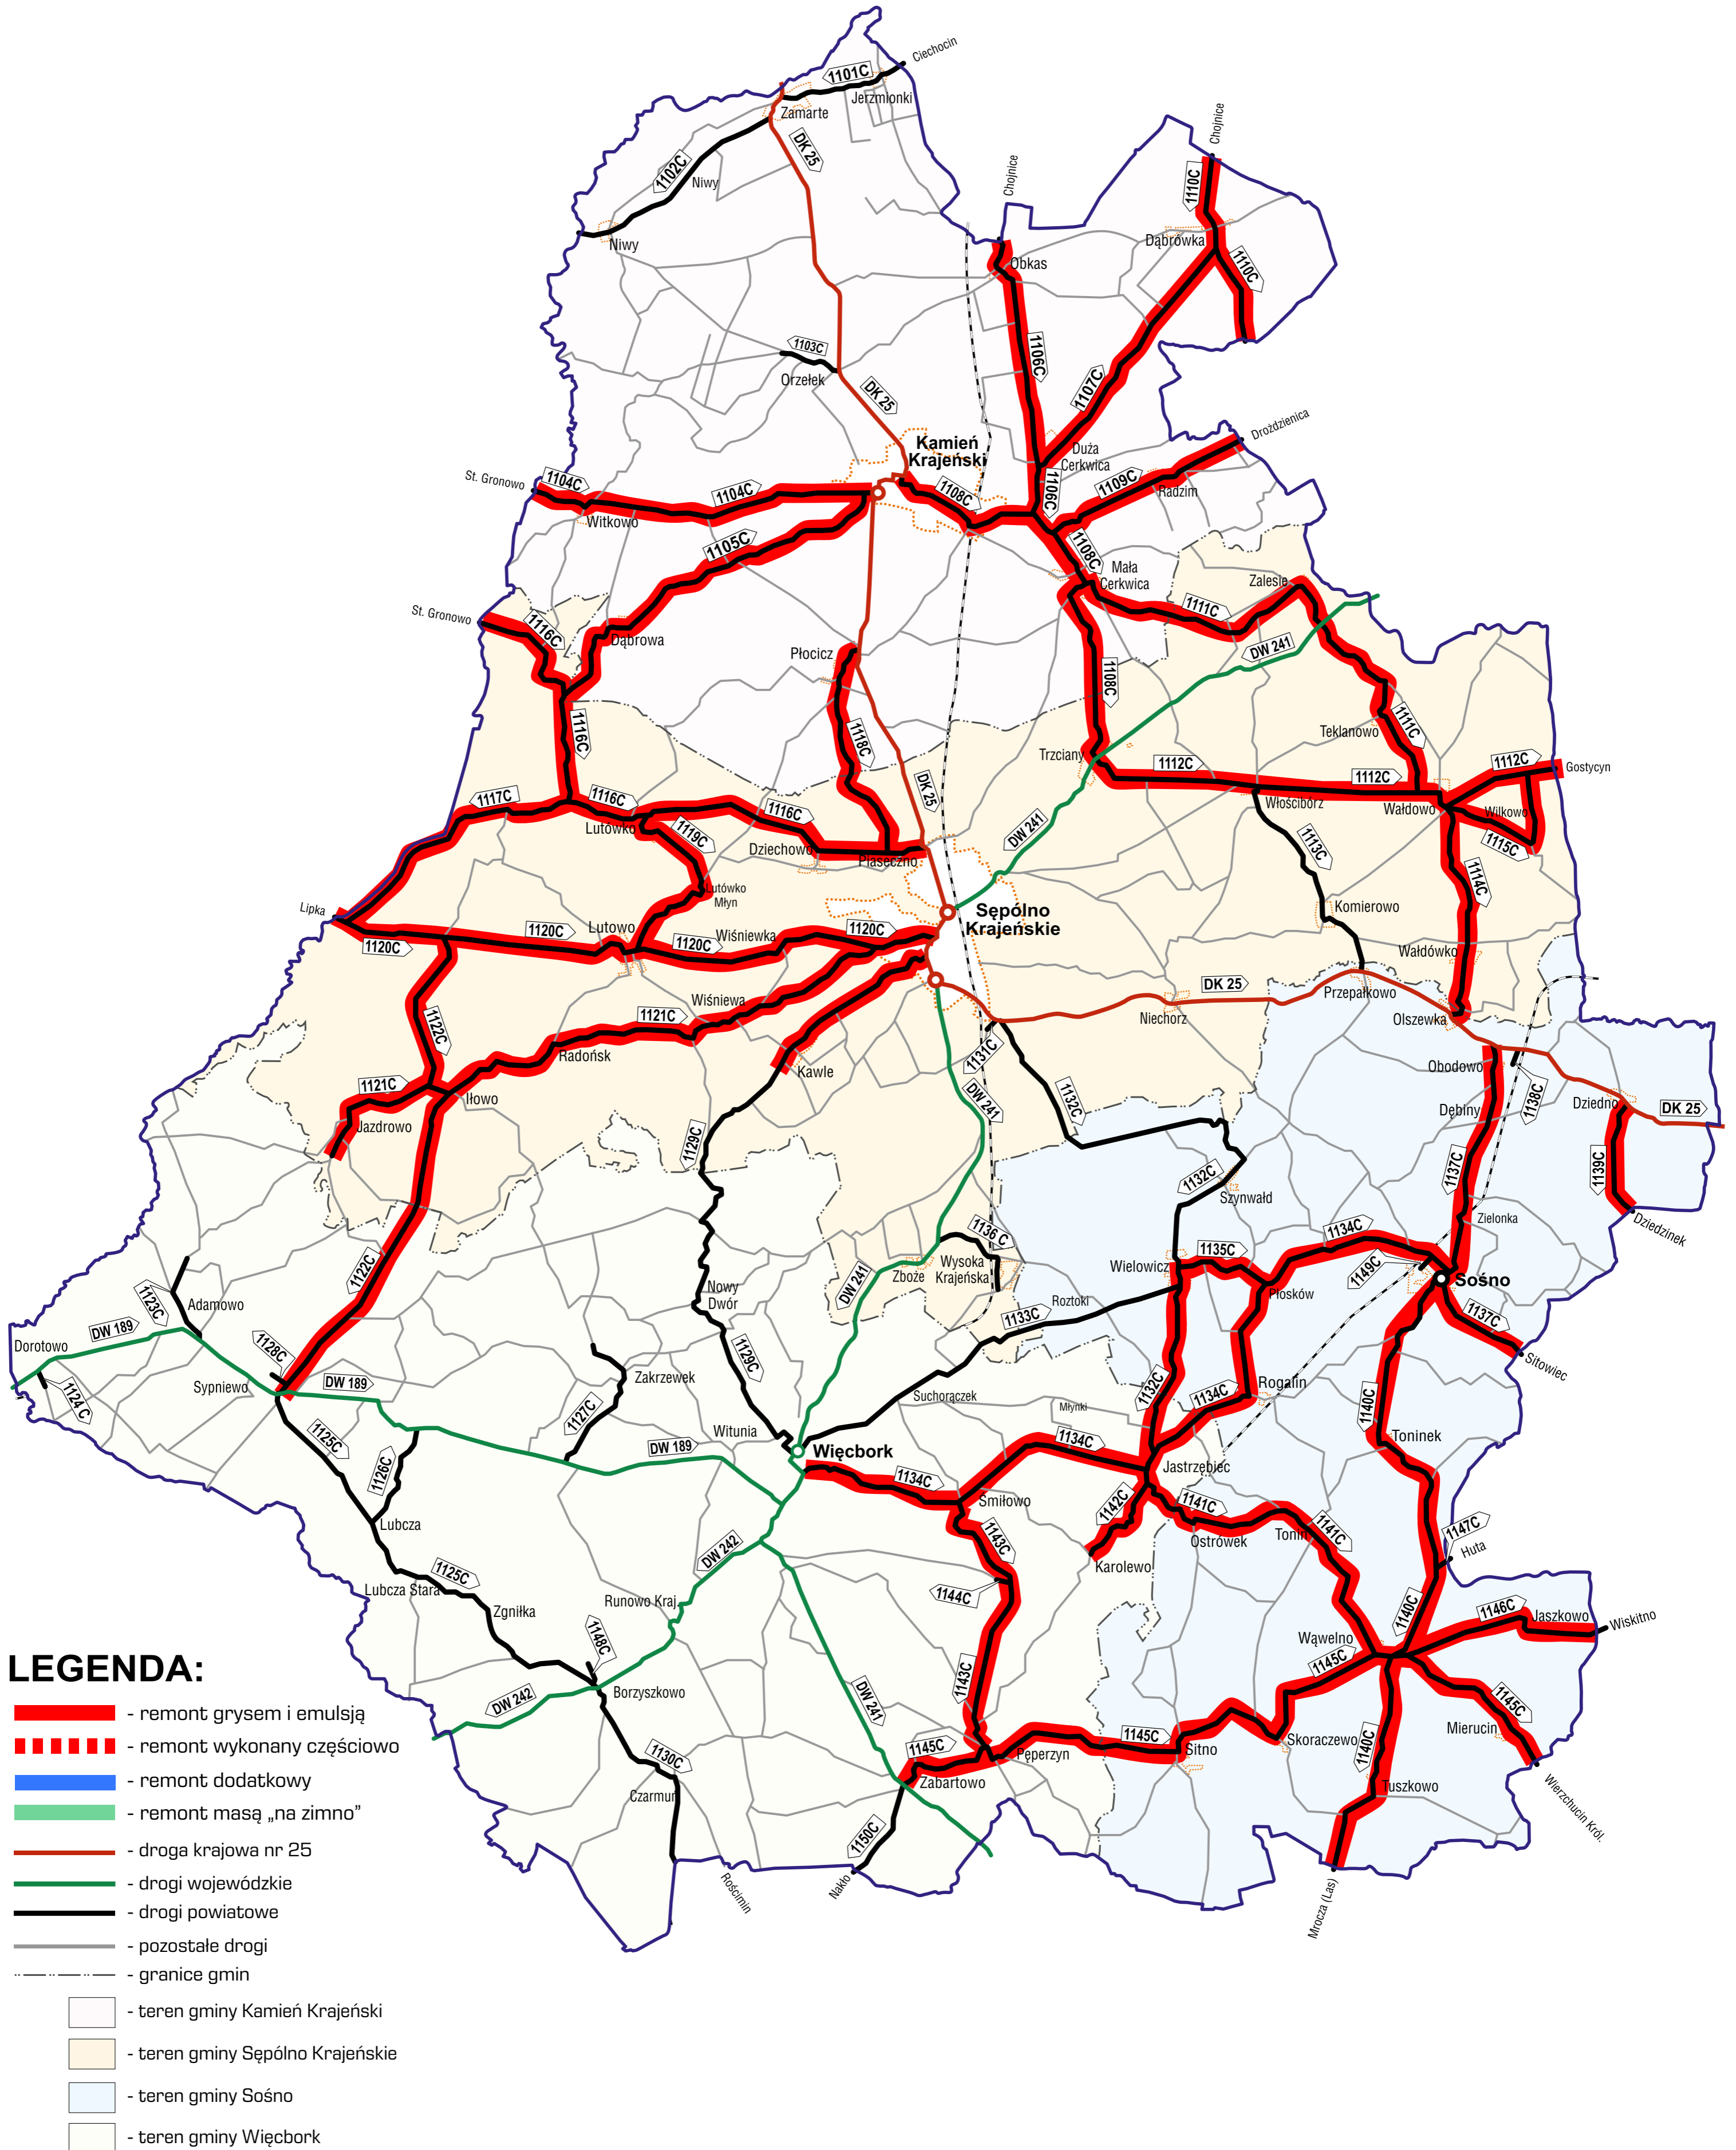 Ciechocin
1101C
Jerzmionki
Zamarte
DK 25
1102C
Niwy
Niwy
Chojnice
Chojnice
1110C
Dąbrówka
1110C
Obkas
1103C
Orzełek
1106C
1107C
DK 25
Kamień
Krajeński
Duża
Cerkwica
Drożdzienica
St. Gronowo
1104C
1104C
1108C
1106C
1109C
Radzim
Witkowo
1105C
1108C
Mała
Cerkwica
Zalesie
1111C
St. Gronowo
1116C
Dąbrowa
Płocicz
DW 241
1108C
1116C
1118C
Teklanowo
1111C
Trzciany
1112C
1112C
1112C
Gostycyn
DK 25
1117C
1116C
1116C
Włościbórz
Wałdowo
Wilkowo
Lutówko
1119C
DW 241
Dziechowo
Piaseczno
1113C
1115C
1114C
Lutówko
Młyn
Lipka
Komierowo
Sępólno
Krajeńskie
1120C
1120C
Lutowo
1120C
Wiśniewka
1120C
Wałdówko
DK 25
Przepałkowo
Wiśniewa
1121C
Niechorz
Olszewka
1122C
Radońsk
Kawle
1131C
Obodowo
1121C
Iłowo
DW 241
1132C
Dębiny
1138C
Dziedno
DK 25
Jazdrowo
1129C
1132C
Szynwałd
1137C
1139C
Zielonka
Dziedzinek
1136 C
1134C
1135C
Wysoka
Krajeńska
Zboże
Wielowicz
1149C
Sośno
1122C
DW 241
Nowy
Dwór
Roztoki
1133C
Płosków
1123C
Adamowo
1137C
Dorotowo
DW 189
1128C
1129C
Sitowiec
1124 C
Sypniewo
DW 189
Zakrzewek
Suchorączek
1132C
1134C
Rogalin
Młynki
1127C
1140C
1125C
Witunia
DW 189
Więcbork
1134C
Toninek
1126C
1134C
Jastrzębiec
Śmiłowo
1142C
1141C
Lubcza
Ostrówek
Tonin
1141C
1147C
Huta
1143C
DW 242
Karolewo
1125C
Lubcza Stara
1144C
Runowo Kraj.
Zgniłka
1140C
1146C
Jaszkowo
Wiskitno
1148C
Wąwelno
1145C
1143C
Borzyszkowo
DW 242
DW 241
1145C
Mierucin
1145C
Skoraczewo
1140C
1145C
Sitno
Pęperzyn
1130C
Zabartowo
Tuszkowo
Czarmuń
Wierzchucin Król.
1150C
Rościmin
Nakło
Mrocza (Las)
LEGENDA:
- remont grysem i emulsją
- remont wykonany częściowo
- remont dodatkowy
- remont masą „na zimno”
- droga krajowa nr 25
- drogi wojewódzkie
- drogi powiatowe
- pozostałe drogi
- granice gmin
- teren gminy Kamień Krajeński
- teren gminy Sępólno Krajeńskie
- teren gminy Sośno
- teren gminy Więcbork